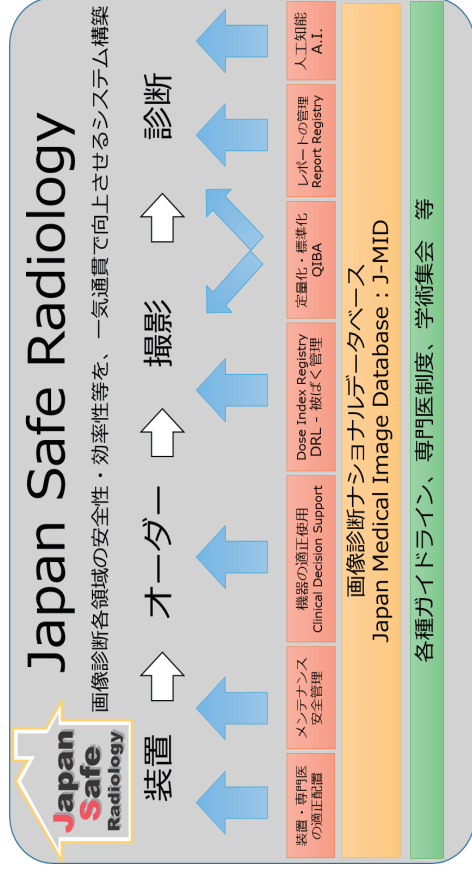 Japan
Safe
Radiology
Japan Safe Radiology
画像診断各領域の安全性・効率性等を、一気通貫で向上させるシステム構築
装置
オーダー
撮影
診断
装置・専門医
の適正配置
メンテナンス
安全管理
機器の適正使用
Clinical Decision Support
Dose Index Registry
DRL - 被ばく管理
定量化・標準化
QIBA
レポートの管理
Report Registry
人工知能
A.I.
画像診断ナショナルデータベース
Japan Medical Image Database : J-MID
各種ガイドライン、専門医制度、学術集会 等